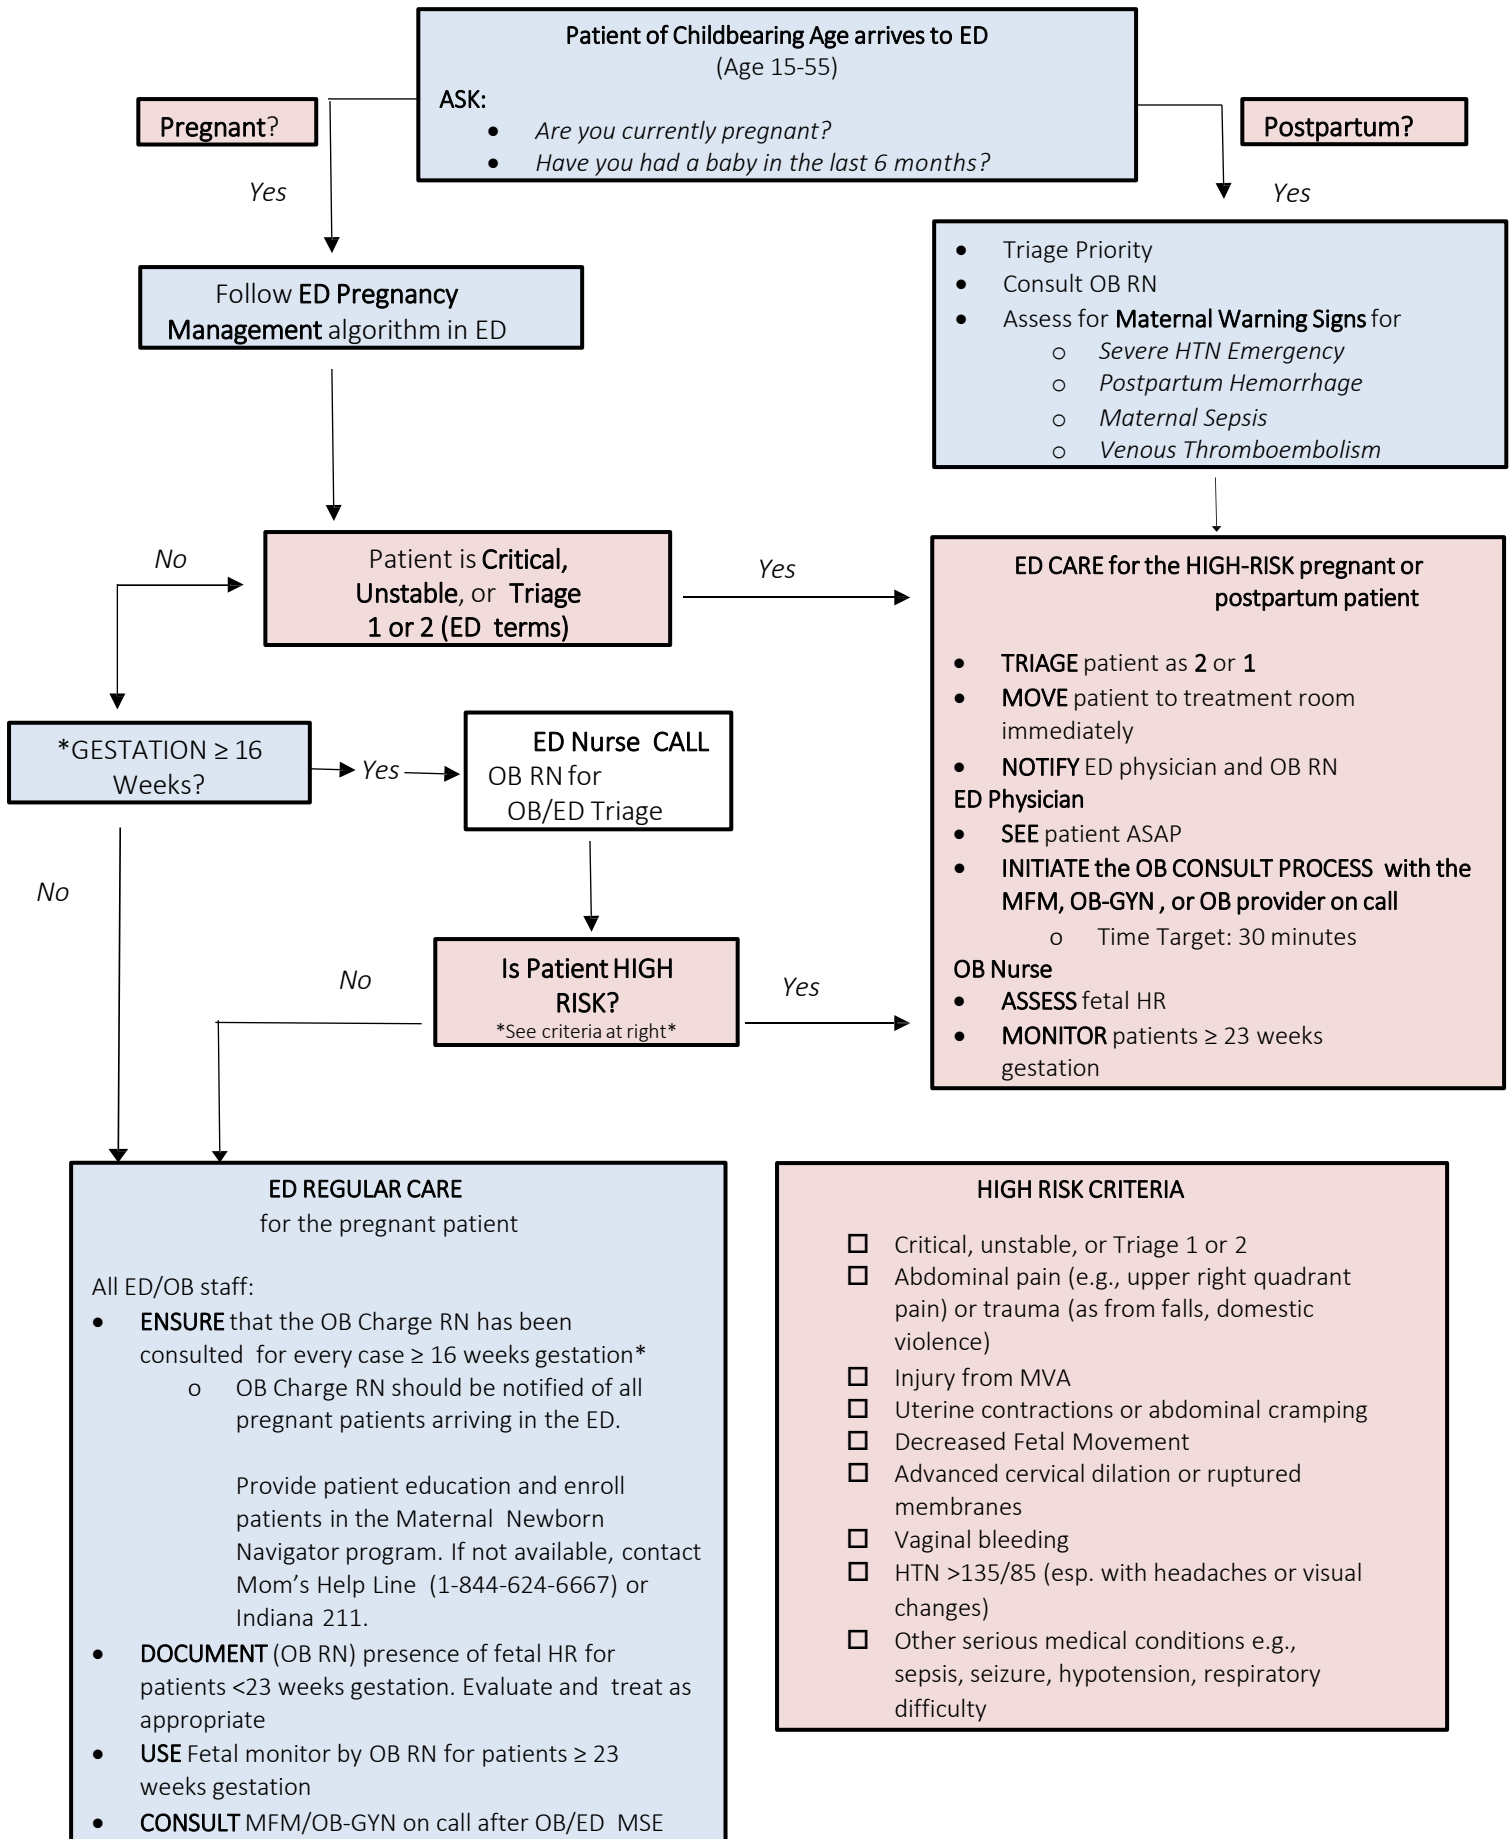 Patient of Childbearing Age arrives to ED
(Age 15-55)
ASK:
• Are you currently pregnant?
• Have you had a baby in the last 6 months?
Pregnant?
Postpartum?
Yes
Yes
Follow ED Pregnancy
Management algorithm in ED
• Triage Priority
• Consult OB RN
• Assess for Maternal Warning Signs for
o Severe HTN Emergency
o Postpartum Hemorrhage
o Maternal Sepsis
o Venous Thromboembolism
No
Patient is Critical,
Unstable, or Triage
1 or 2 (ED terms)
Yes
ED CARE for the HIGH-RISK pregnant or
postpartum patient
• TRIAGE patient as 2 or 1
• MOVE patient to treatment room
immediately
• NOTIFY ED physician and OB RN
ED Physician
• SEE patient ASAP
• INITIATE the OB CONSULT PROCESS with the
MFM, OB-GYN , or OB provider on call
o Time Target: 30 minutes
OB Nurse
• ASSESS fetal HR
• MONITOR patients ≥ 23 weeks
gestation
*GESTATION ≥ 16
Weeks?
Yes
ED Nurse CALL
OB RN for
OB/ED Triage
No
No
Is Patient HIGH
RISK?
*See criteria at right*
Yes
ED REGULAR CARE
for the pregnant patient
All ED/OB staff:
• ENSURE that the OB Charge RN has been
consulted for every case ≥ 16 weeks gestation*
o OB Charge RN should be notified of all
pregnant patients arriving in the ED.
Provide patient education and enroll
patients in the Maternal Newborn
Navigator program. If not available, contact
Mom’s Help Line (1-844-624-6667) or
Indiana 211.
• DOCUMENT (OB RN) presence of fetal HR for
patients <23 weeks gestation. Evaluate and treat as
appropriate
• USE Fetal monitor by OB RN for patients ≥ 23
weeks gestation
• CONSULT MFM/OB-GYN on call after OB/ED MSE
HIGH RISK CRITERIA
☐ Critical, unstable, or Triage 1 or 2
☐ Abdominal pain (e.g., upper right quadrant
pain) or trauma (as from falls, domestic
violence)
☐ Injury from MVA
☐ Uterine contractions or abdominal cramping
☐ Decreased Fetal Movement
☐ Advanced cervical dilation or ruptured
membranes
☐ Vaginal bleeding
☐ HTN >135/85 (esp. with headaches or visual
changes)
☐ Other serious medical conditions e.g.,
sepsis, seizure, hypotension, respiratory
difficulty